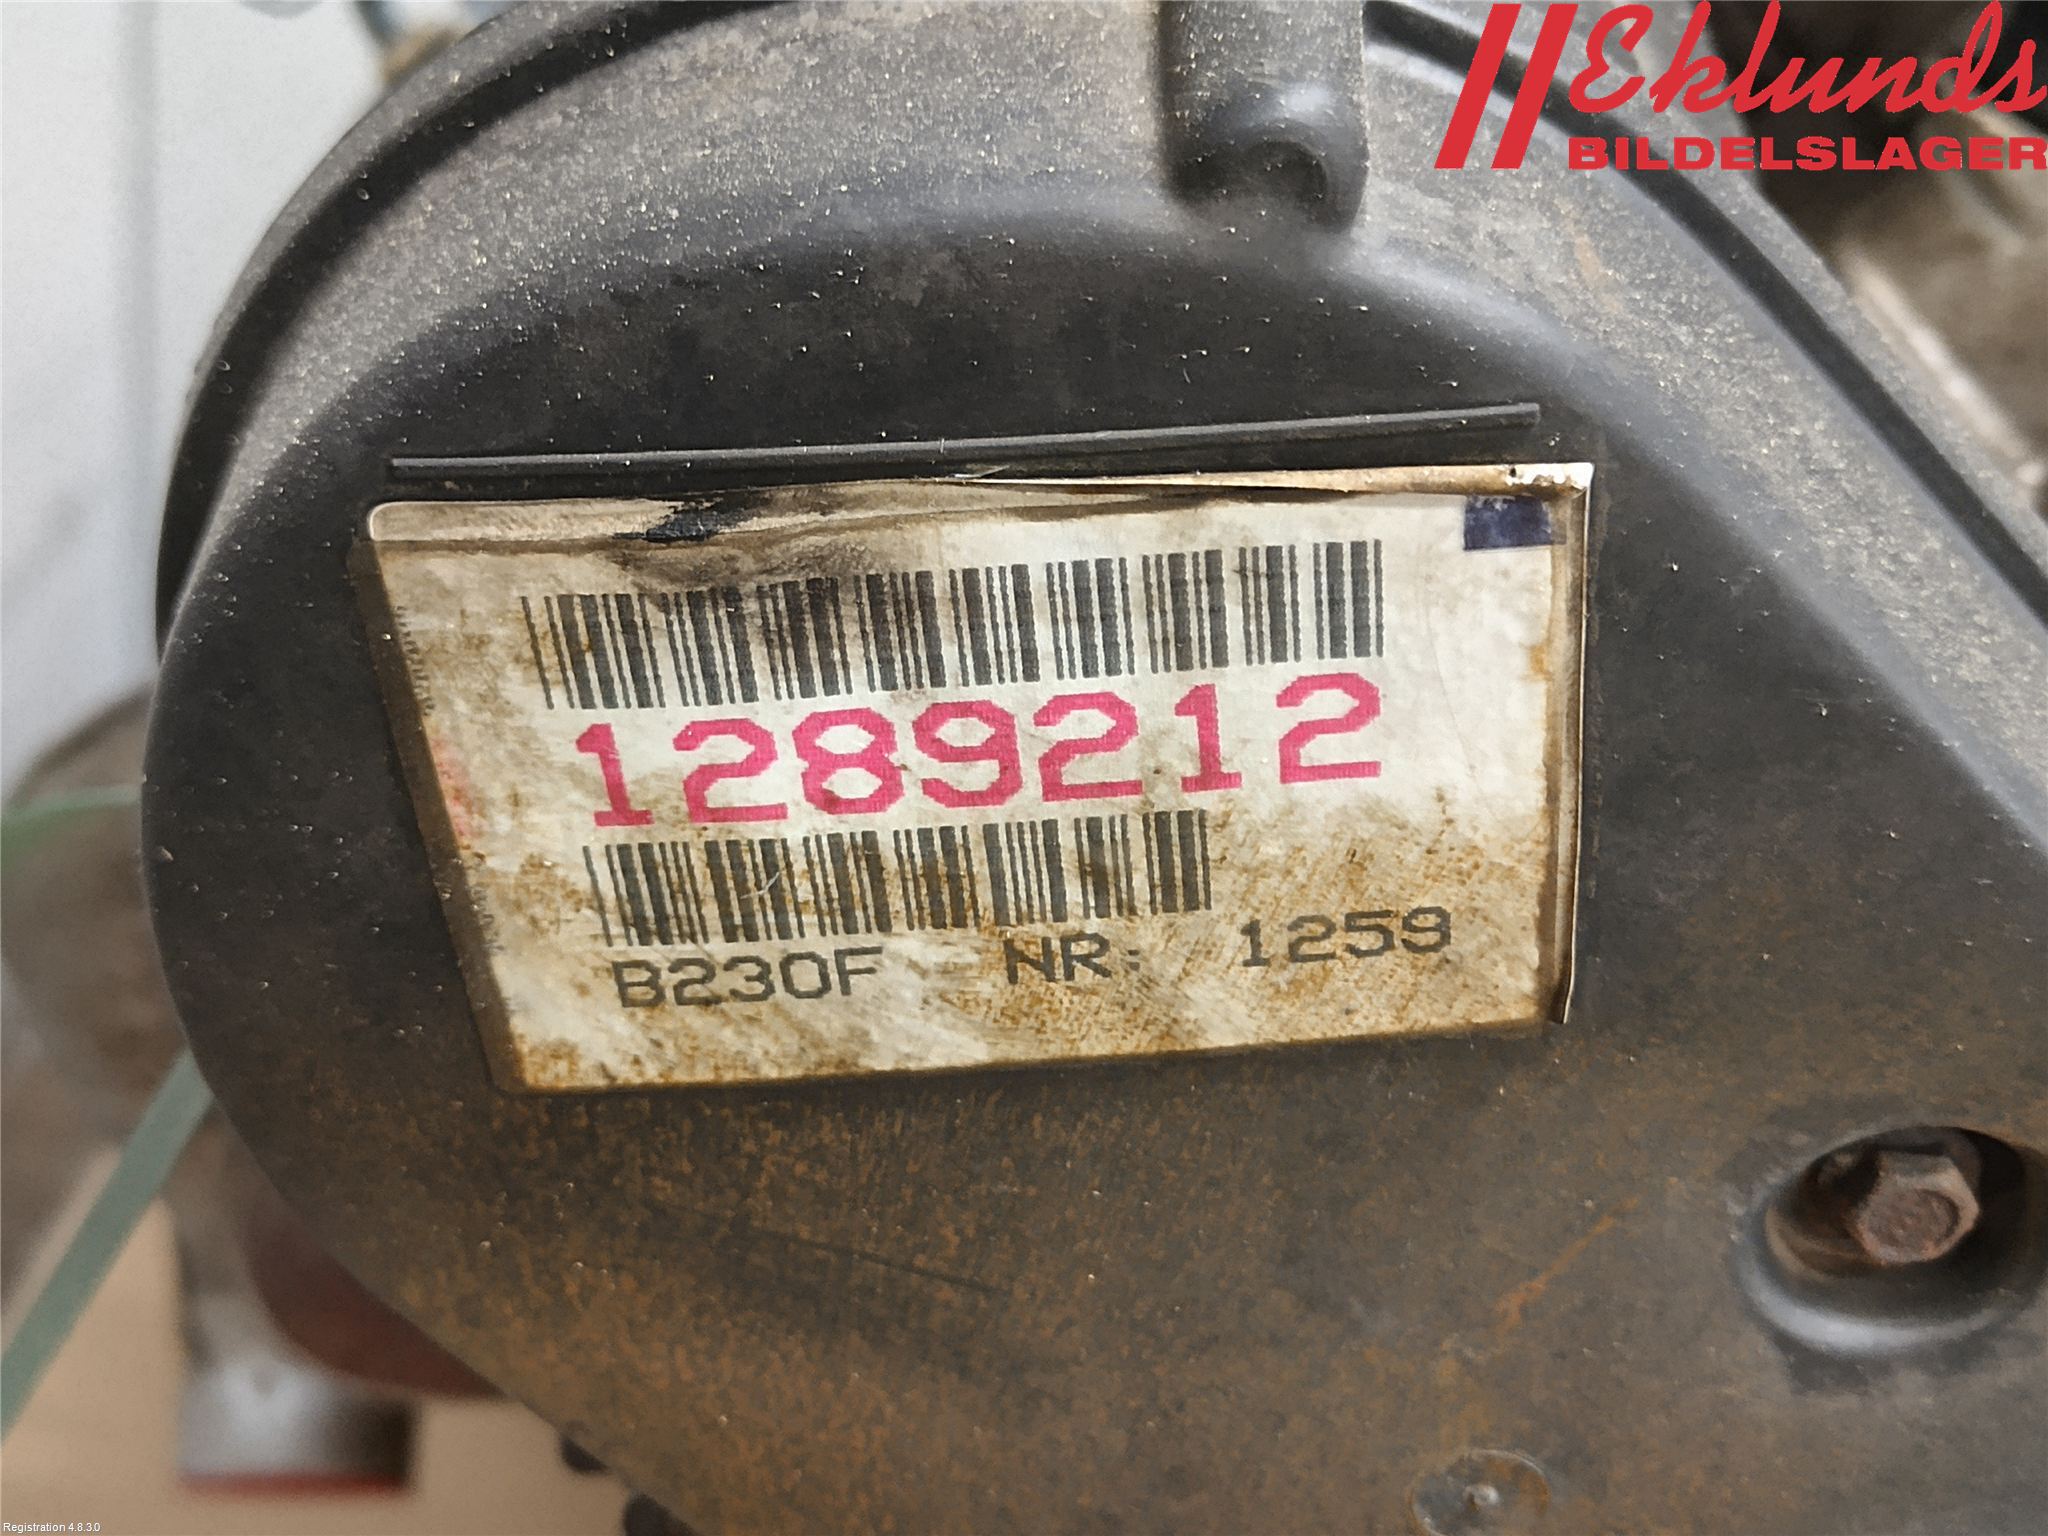 Eklunds
BILDELSLAGER
1289212
B230F NR: 1259
Registration 4.8.3.0